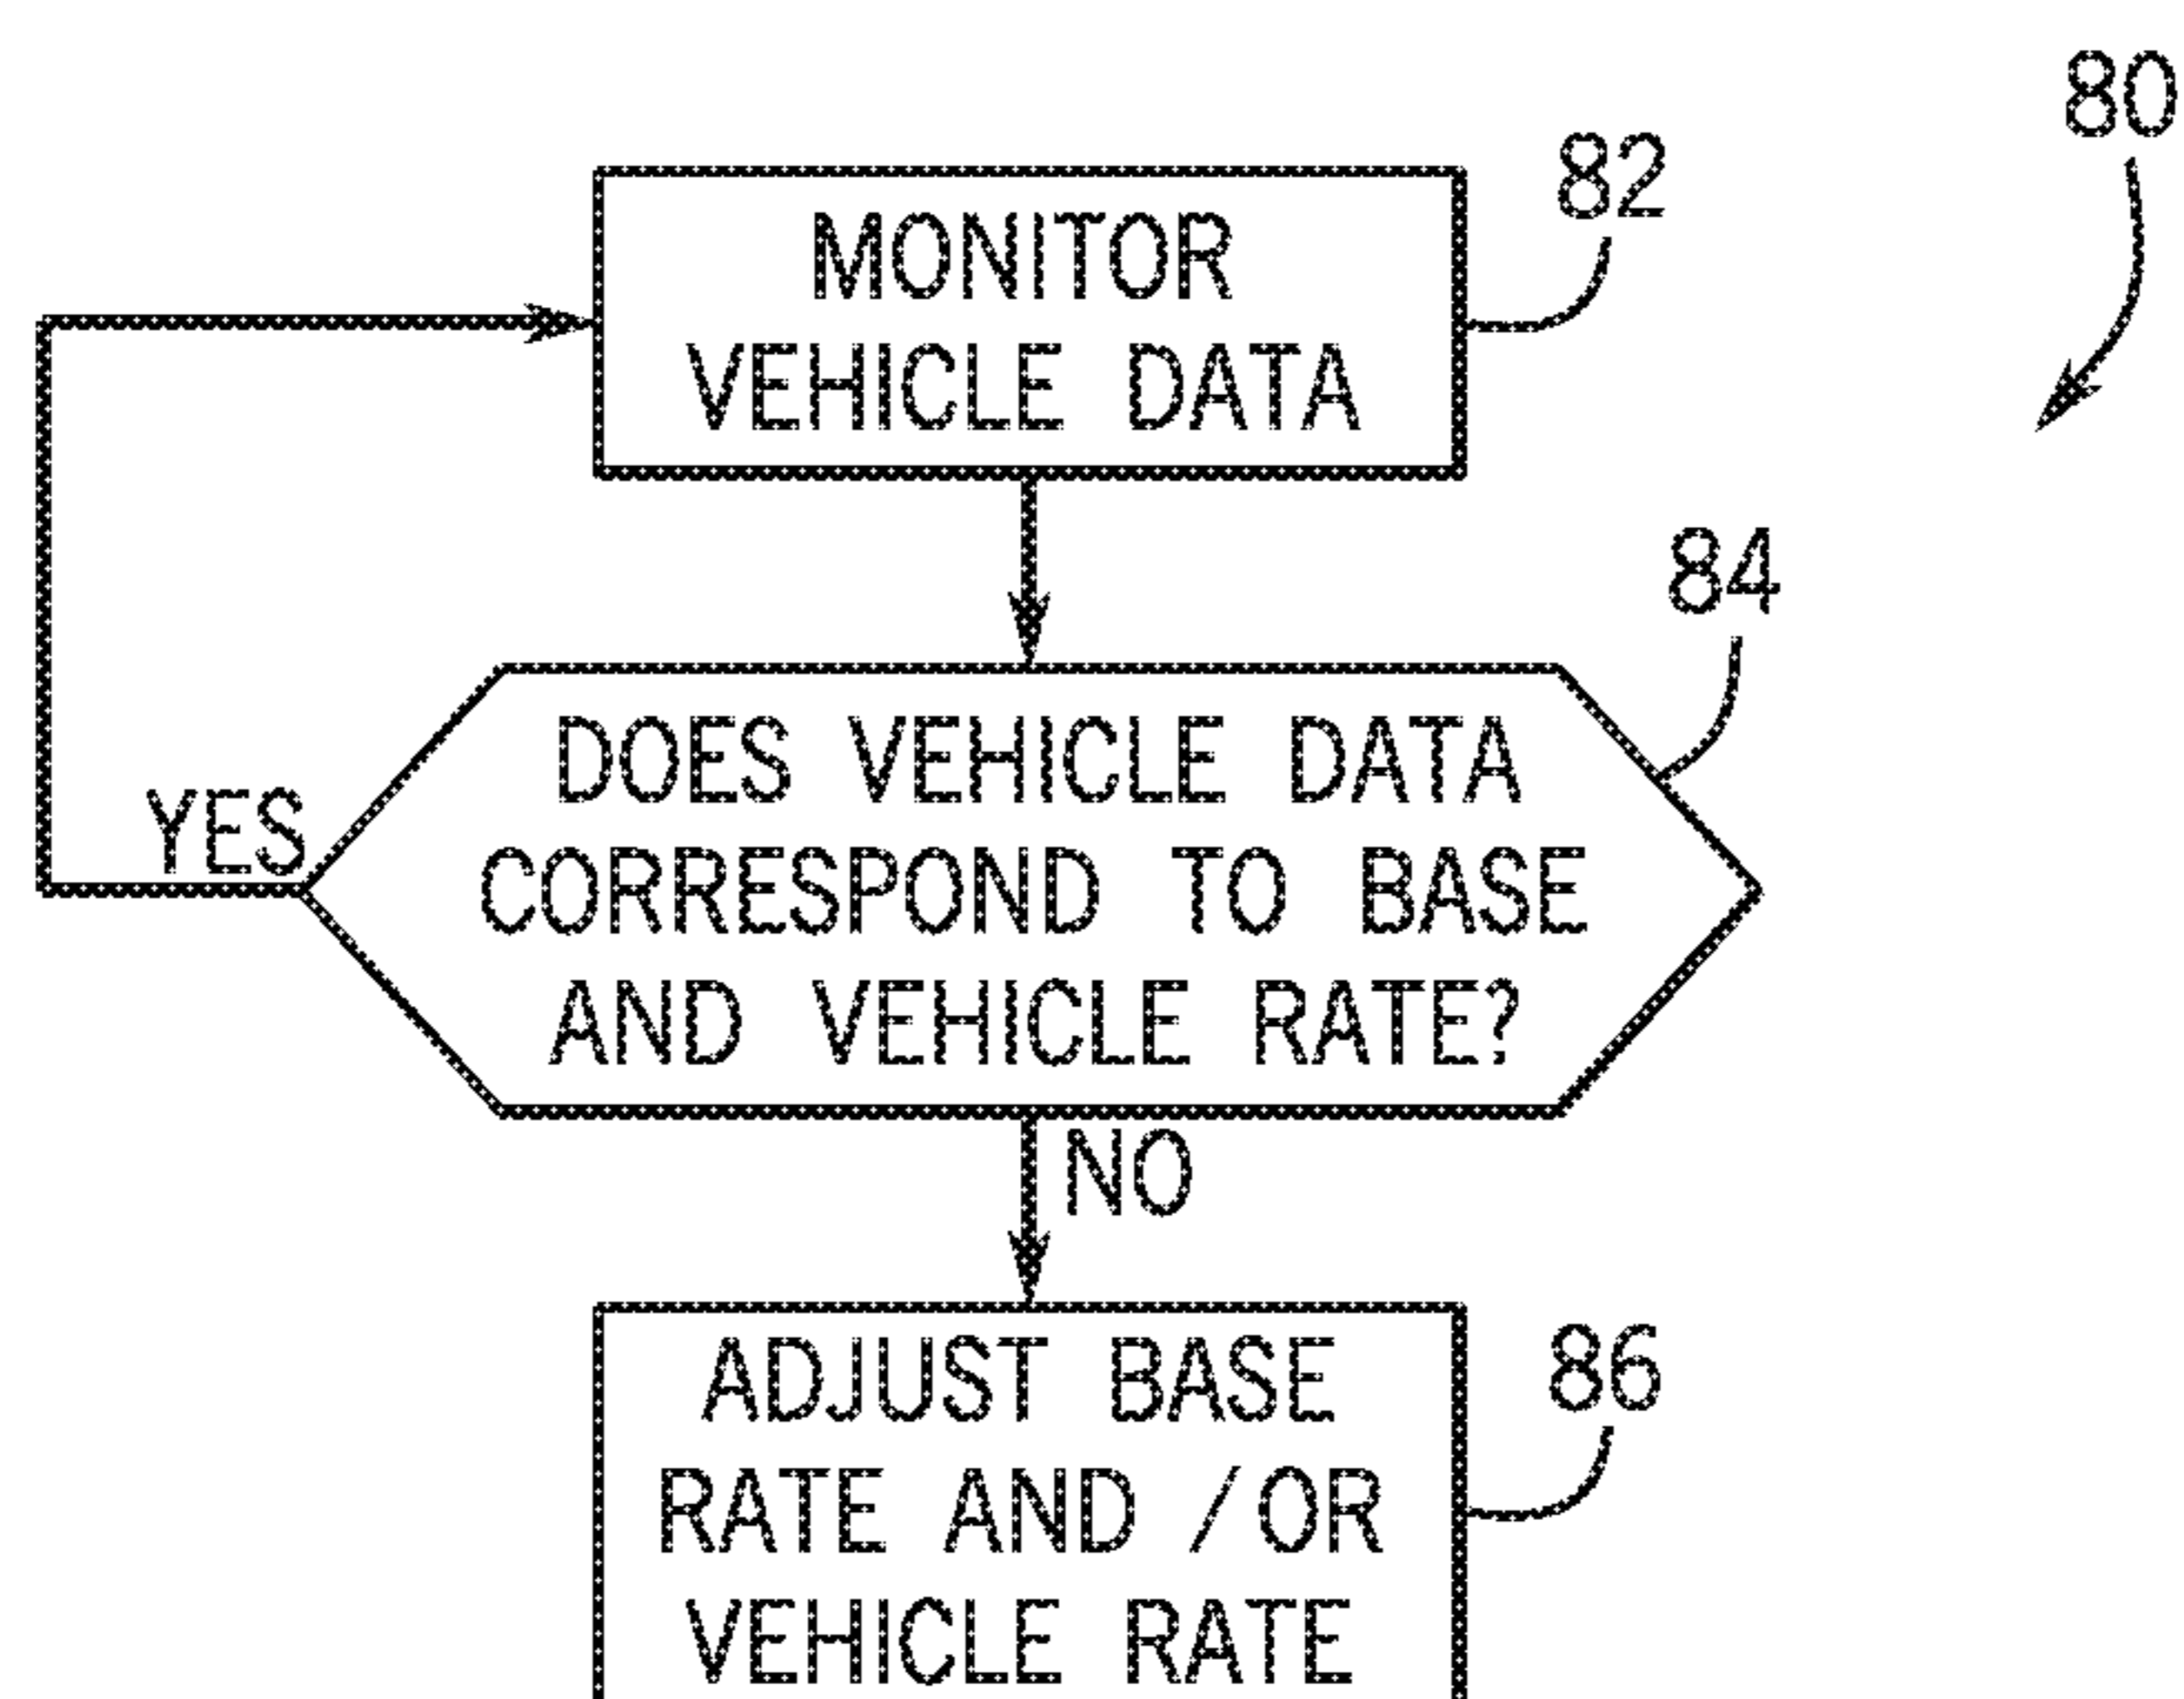 80
82
MONITOR
VEHICLE DATA
84
DOES VEHICLE DATA
CORRESPOND TO BASE
AND VEHICLE RATE?
YES
NO
86
ADJUST BASE
RATE AND /OR
VEHICLE RATE